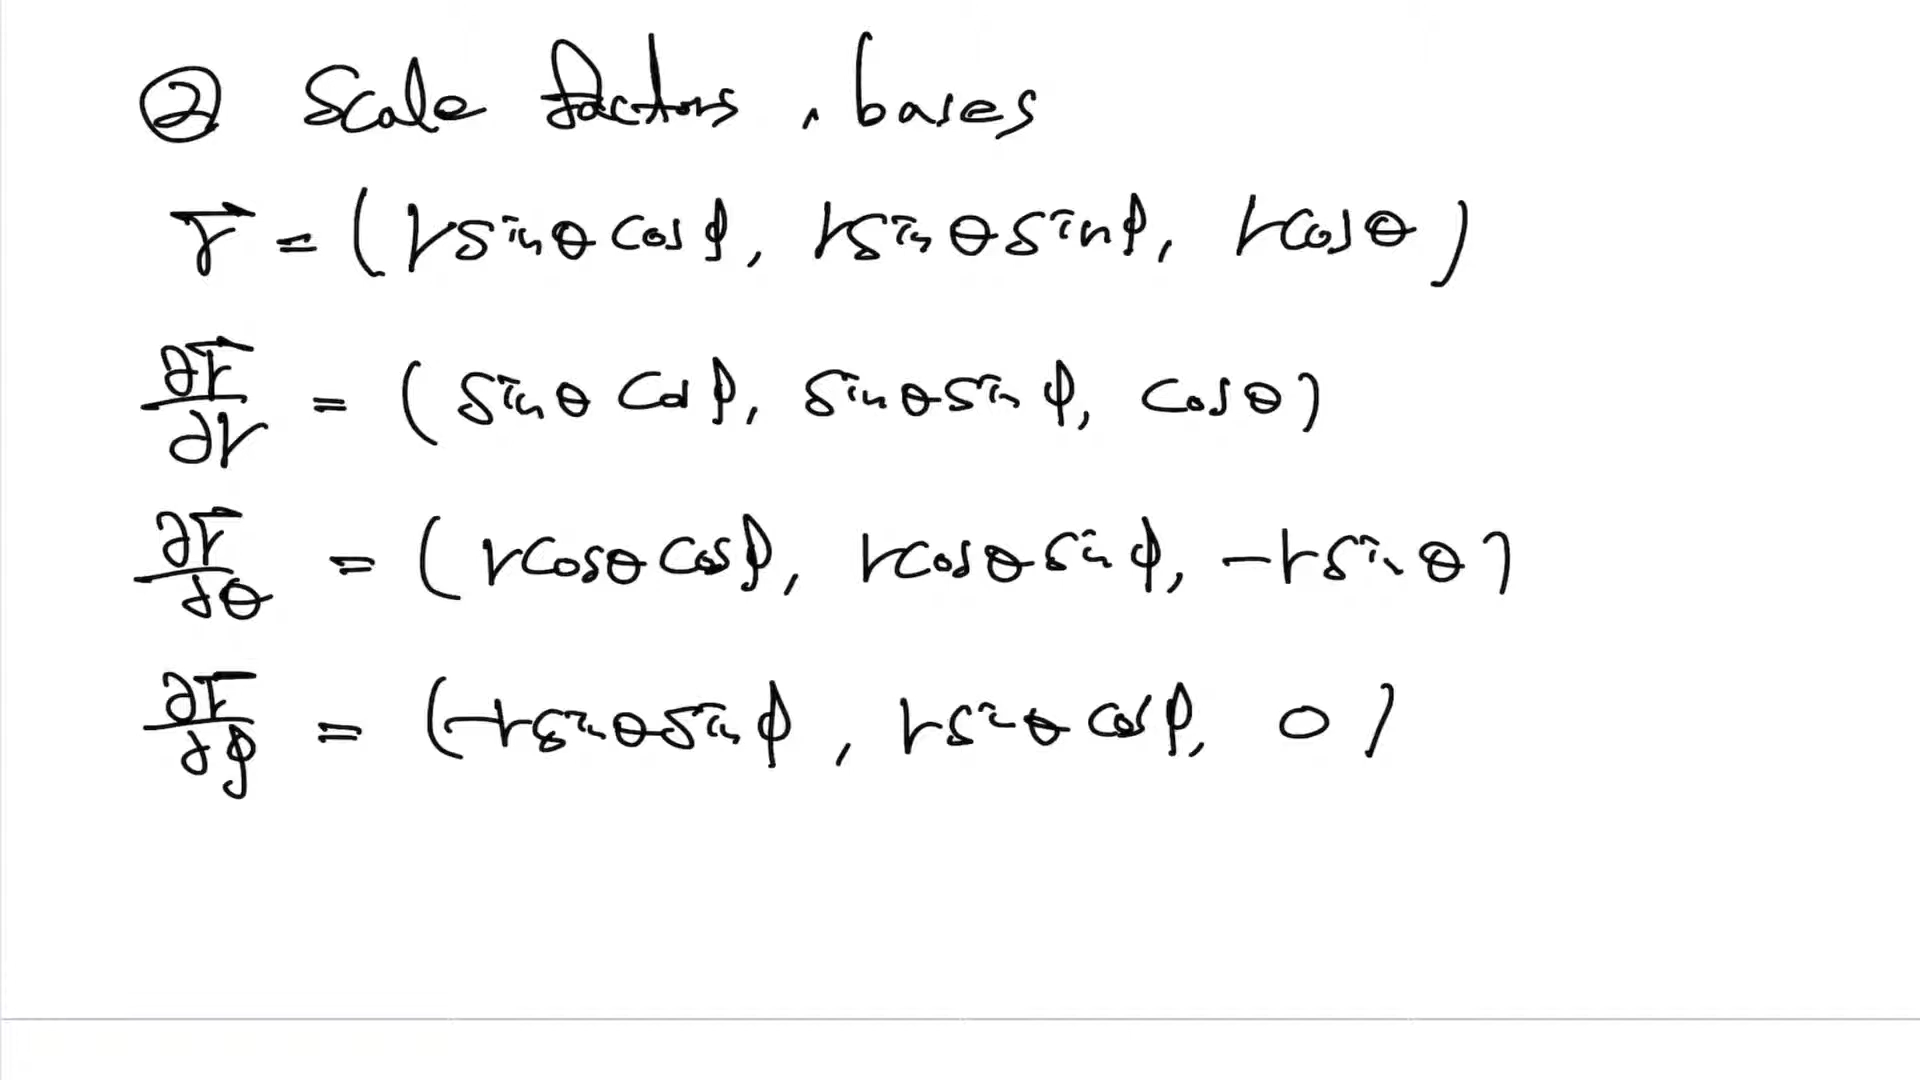 ② Scale factors, bases
r⃗ = (r sinθ cosϕ, r sinθ sinϕ, r cosθ)
∂r⃗/∂r = (sinθ cosϕ, sinθ sinϕ, cosθ)
∂r⃗/∂θ = (r cosθ cosϕ, r cosθ sinϕ, -r sinθ)
∂r⃗/∂ϕ = (-r sinθ sinϕ, r sinθ cosϕ, 0)